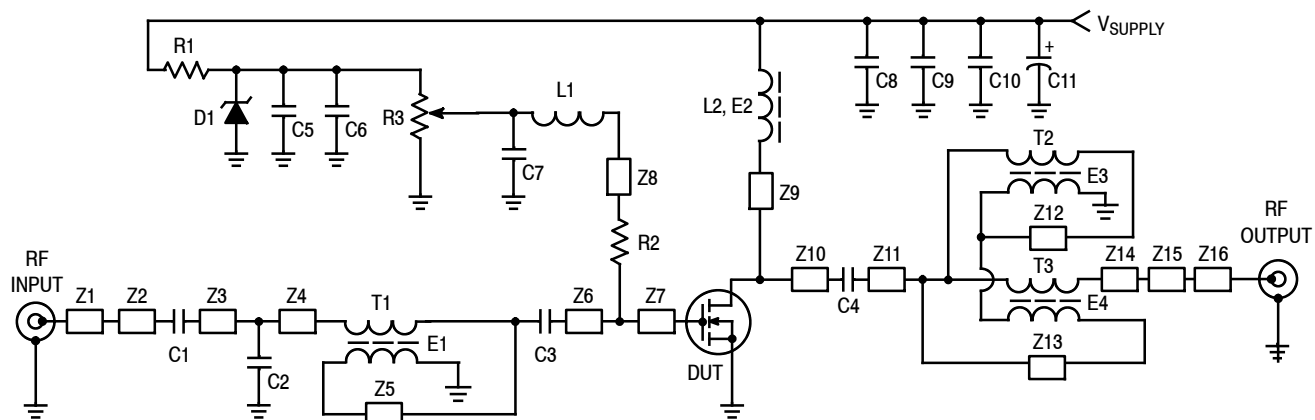 V_SUPPLY
R1
C8
C9
C10
+
C11
L1
L2, E2
R3
D1
C5
C6
C7
T2
E3
Z8
Z9
Z12
R2
RF
OUTPUT
RF
INPUT
Z10
Z11
T3
Z14
Z15
Z16
Z1
Z2
Z3
Z4
T1
Z6
Z7
C4
E4
C1
E1
C3
Z13
C2
DUT
Z5